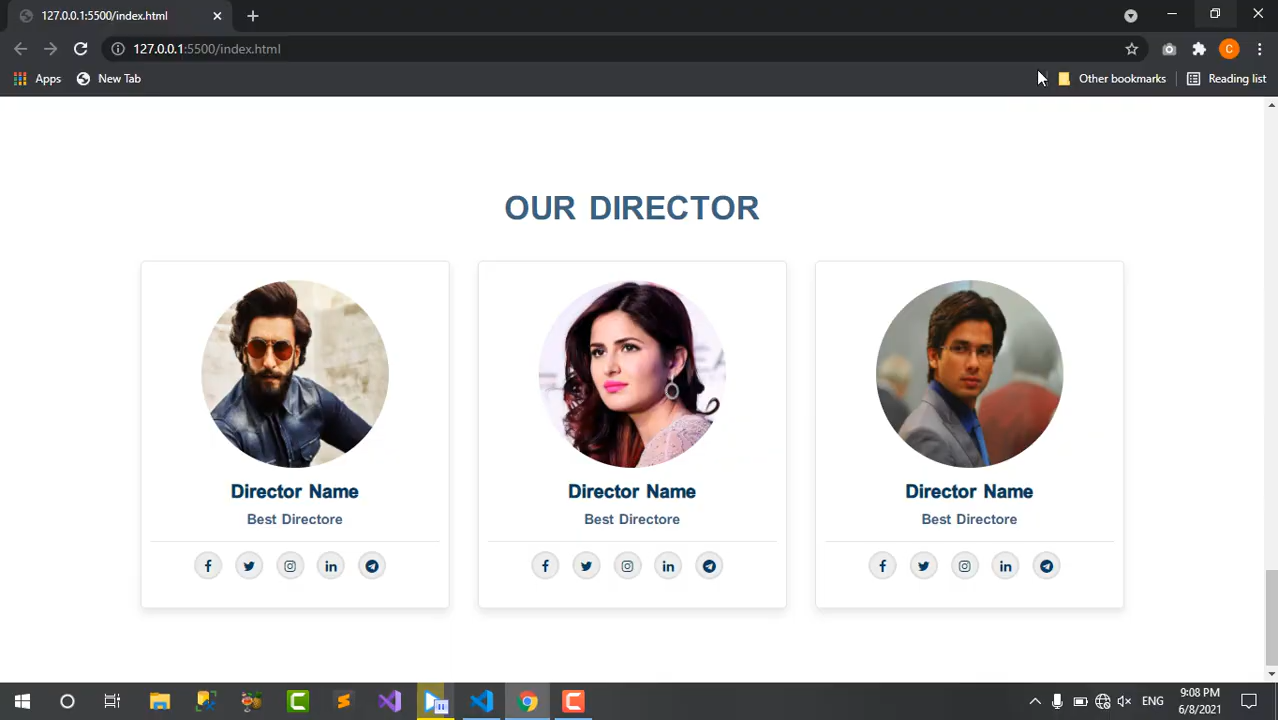 127.0.0.1:5500/index.html
127.0.0.1:5500/index.html
C
Apps
New Tab
Other bookmarks
Reading list
OUR DIRECTOR
Director Name
Best Directore
Director Name
Best Directore
Director Name
Best Directore
ENG
9:08 PM
6/8/2021